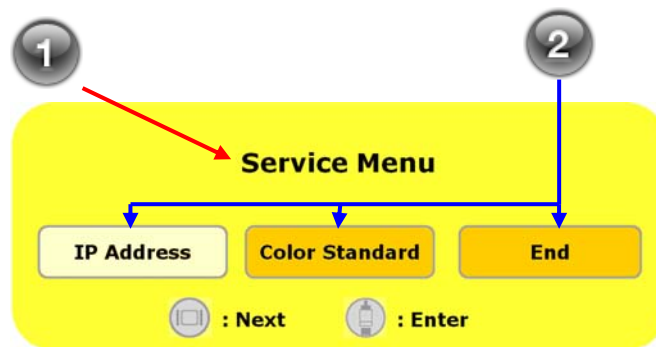 1
2
Service Menu
IP Address Color Standard End
: Next : Enter